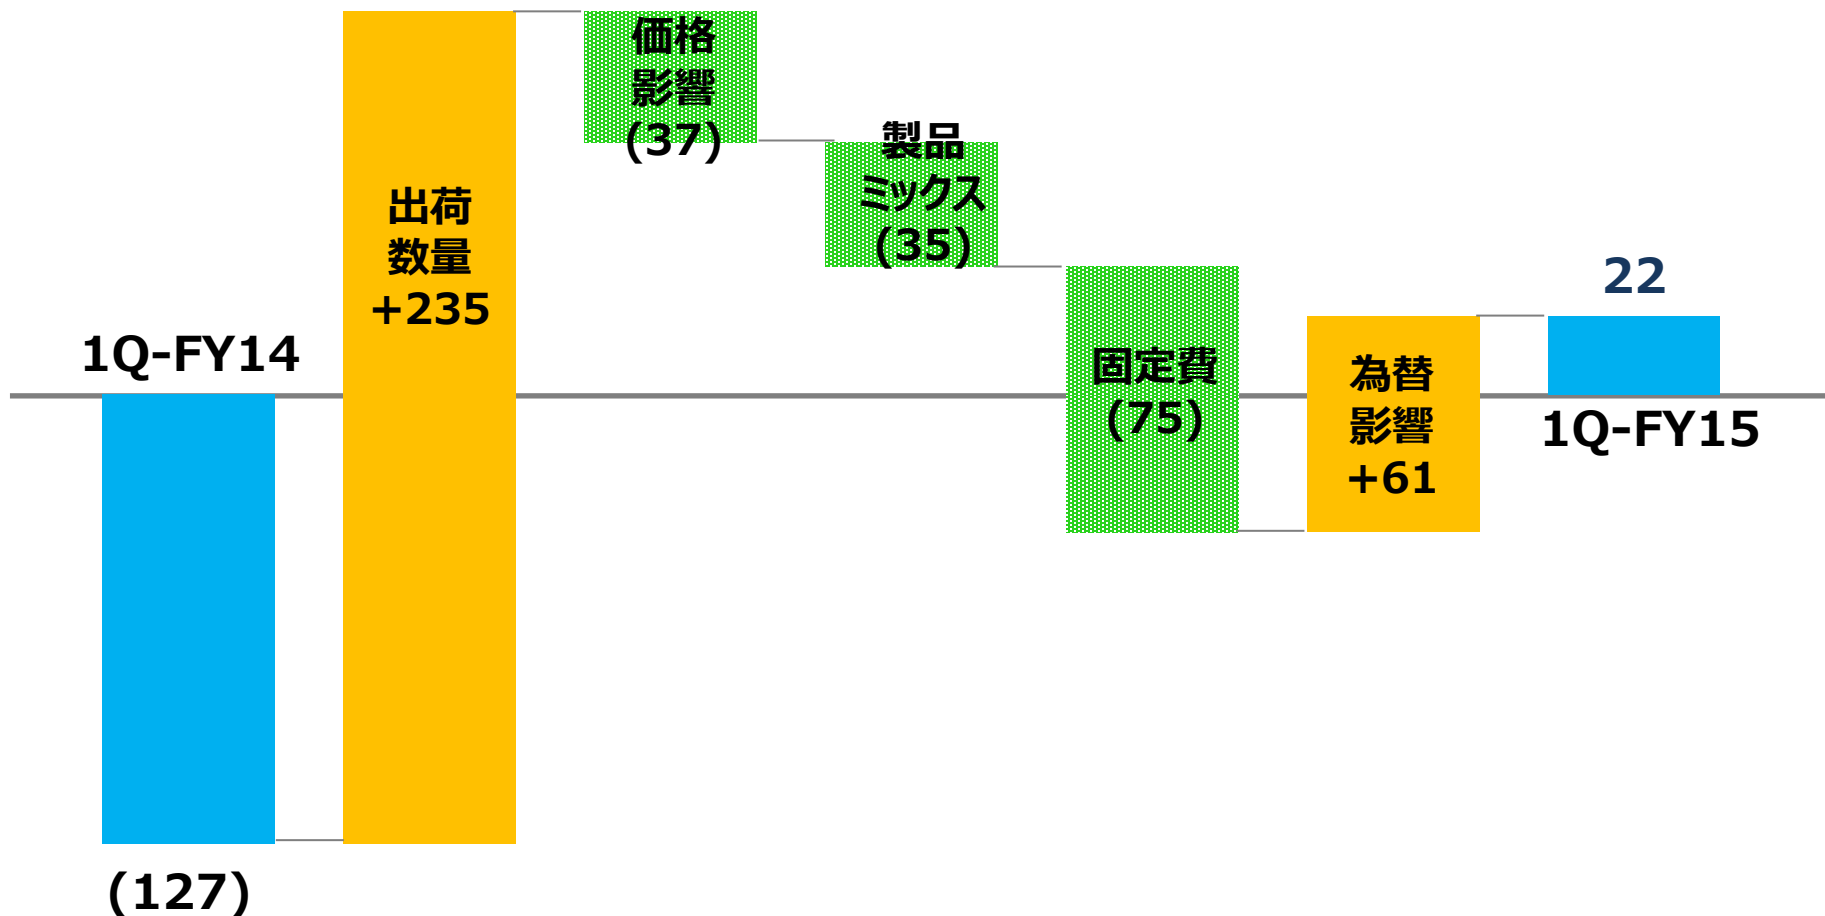 1Q-FY14
(127)
出荷
数量
+235
価格
影響
(37)
製品
ミックス
(35)
固定費
(75)
為替
影響
+61
22
1Q-FY15